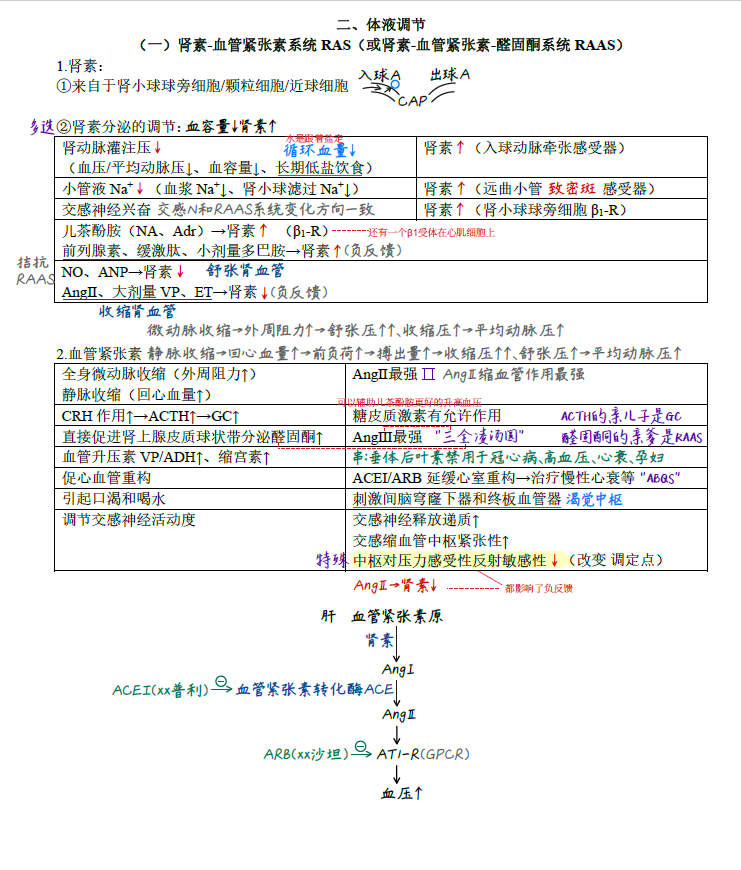 二、体液调节
（一）肾素-血管紧张素系统 RAS（或肾素-血管紧张素-醛固酮系统 RAAS）
1.肾素：
①来自于肾小球球旁细胞/颗粒细胞/近球细胞
入球A 出球A
CAP
多选 ②肾素分泌的调节：血容量↓肾素↑
水是跟着盐走
肾动脉灌注压↓ 循环血量↓
（血压/平均动脉压↓、血容量↓、长期低盐饮食）
肾素↑（入球动脉牵张感受器）
小管液 Na⁺↓（血浆 Na⁺↓、肾小球滤过 Na⁺↓）
肾素↑（远曲小管 致密斑 感受器）
交感神经兴奋 交感N和RAAS系统变化方向一致
肾素↑（肾小球球旁细胞 β₁-R）
儿茶酚胺（NA、Adr）→肾素↑ （β₁-R） 还有一个β1受体在心肌细胞上
前列腺素、缓激肽、小剂量多巴胺→肾素↑(负反馈)
拮抗
RAAS
NO、ANP→肾素↓ 舒张肾血管
AngⅡ、大剂量 VP、ET→肾素↓(负反馈)
收缩肾血管
微动脉收缩→外周阻力↑→舒张压↑↑、收缩压↑→平均动脉压↑
2.血管紧张素 静脉收缩→回心血量↑→前负荷↑→搏出量↑→收缩压↑↑、舒张压↑→平均动脉压↑
全身微动脉收缩（外周阻力↑）
静脉收缩（回心血量↑）
AngⅡ最强 Ⅱ AngⅡ缩血管作用最强
可以辅助儿茶酚胺更好的升高血压
CRH 作用↑→ACTH↑→GC↑
糖皮质激素有允许作用 ACTH的亲儿子是GC
直接促进肾上腺皮质球状带分泌醛固酮↑
AngⅢ最强 "三全凑汤圆" 醛固酮的亲爹是RAAS
血管升压素 VP/ADH↑、缩宫素↑
串:垂体后叶素禁用于冠心病、高血压、心衰、孕妇
促心血管重构
ACEI/ARB 延缓心室重构→治疗慢性心衰等 "ABQS"
引起口渴和喝水
刺激间脑穹窿下器和终板血管器 渴觉中枢
调节交感神经活动度
交感神经释放递质↑
交感缩血管中枢紧张性↑
特殊 中枢对压力感受性反射敏感性↓（改变 调定点）
AngⅡ→肾素↓ 都影响了负反馈
肝 血管紧张素原
肾素
AngⅠ
ACEI(xx普利) ⊖ 血管紧张素转化酶ACE
AngⅡ
ARB(xx沙坦) ⊖ AT1-R(GPCR)
血压↑